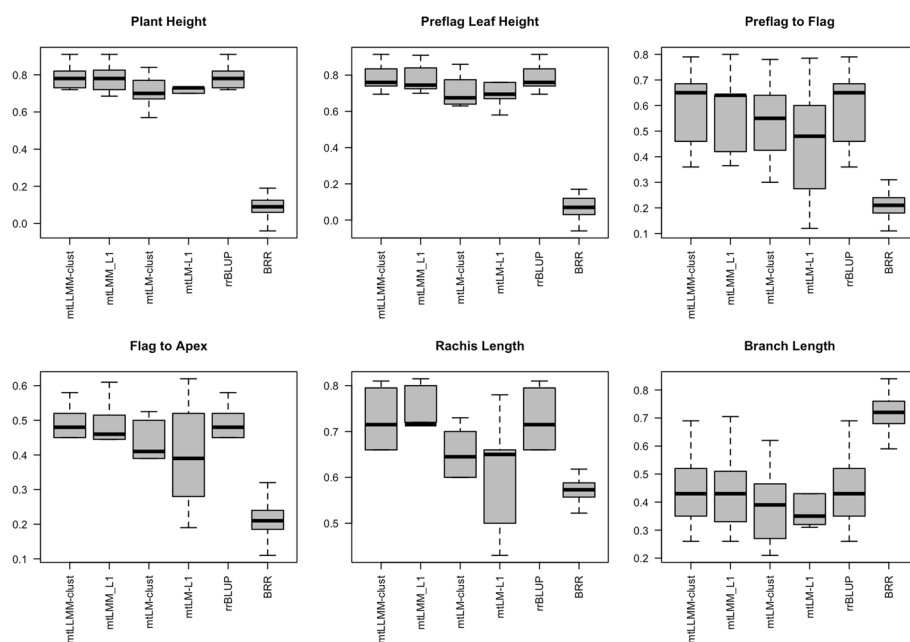 Plant Height
0.8
0.6
0.4
0.2
0.0
mtLLMM-clust
mtLMM_L1
mtLM-clust
mtLM-L1
rrBLUP
BRR
Preflag Leaf Height
0.8
0.6
0.4
0.2
0.0
mtLLMM-clust
mtLMM_L1
mtLM-clust
mtLM-L1
rrBLUP
BRR
Preflag to Flag
0.8
0.7
0.6
0.5
0.4
0.3
0.2
0.1
mtLLMM-clust
mtLMM_L1
mtLM-clust
mtLM-L1
rrBLUP
BRR
Flag to Apex
0.6
0.5
0.4
0.3
0.2
0.1
mtLLMM-clust
mtLMM_L1
mtLM-clust
mtLM-L1
rrBLUP
BRR
Rachis Length
0.8
0.7
0.6
0.5
mtLLMM-clust
mtLMM_L1
mtLM-clust
mtLM-L1
rrBLUP
BRR
Branch Length
0.8
0.7
0.6
0.5
0.4
0.3
0.2
mtLLMM-clust
mtLMM_L1
mtLM-clust
mtLM-L1
rrBLUP
BRR